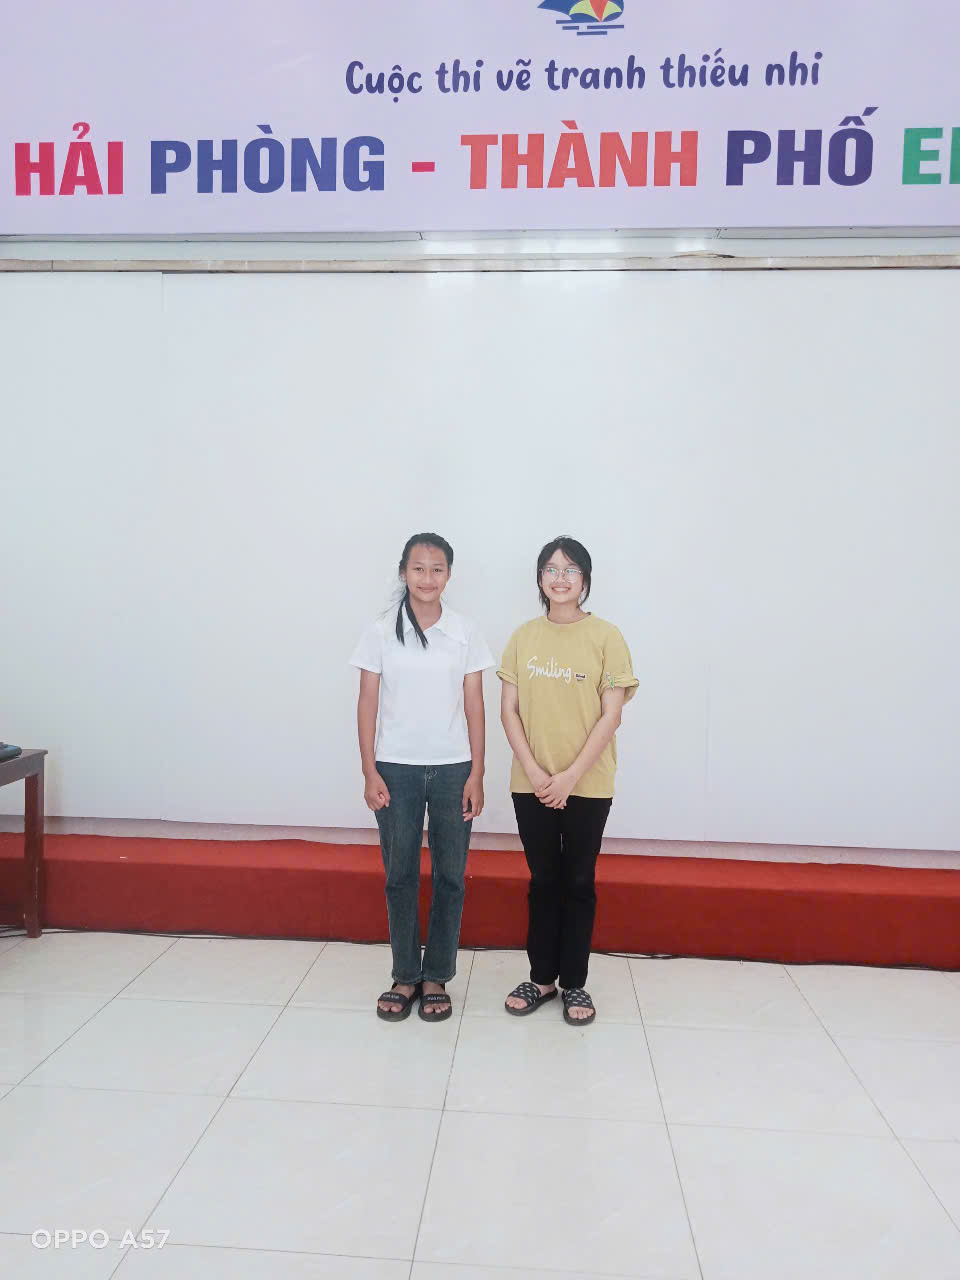 Cuộc thi vẽ tranh thiếu nhi
HẢI PHÒNG - THÀNH PHỐ
Smiling
OPPO A57